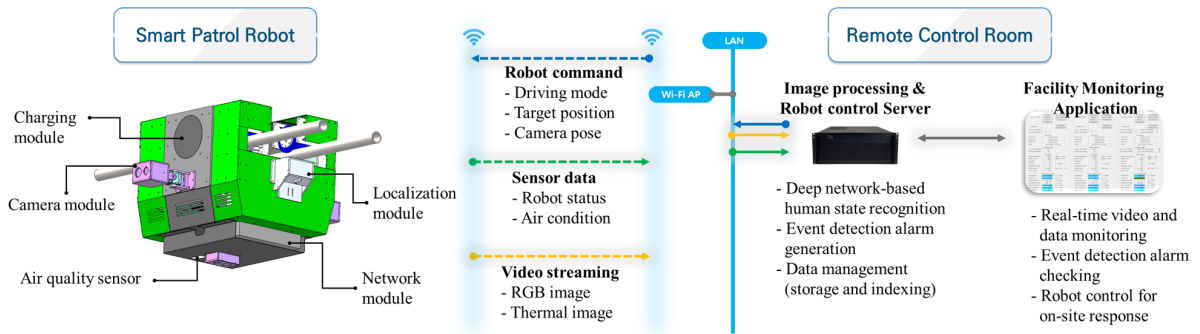 Smart Patrol Robot
Charging
module
Camera module
Air quality sensor
Localization
module
Network
module
Robot command
- Driving mode
- Target position
- Camera pose
Sensor data
- Robot status
- Air condition
Video streaming
- RGB image
- Thermal image
LAN
Wi-Fi AP
Remote Control Room
Image processing &
Robot control Server
- Deep network-based
human state recognition
- Event detection alarm
generation
- Data management
(storage and indexing)
Facility Monitoring
Application
- Real-time video and
data monitoring
- Event detection alarm
checking
- Robot control for
on-site response